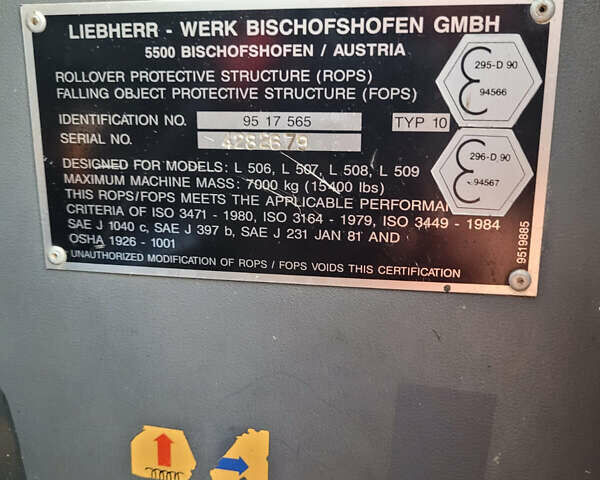 LIEBHERR - WERK BISCHOFSHOFEN GMBH
5500 BISCHOFSHOFEN / AUSTRIA
ROLLOVER PROTECTIVE STRUCTURE (ROPS)
FALLING OBJECT PROTECTIVE STRUCTURE (FOPS)
IDENTIFICATION NO. 95 17 565 TYP 10
SERIAL NO. 4282679
DESIGNED FOR MODELS: L 506, L 507, L 508, L 509
MAXIMUM MACHINE MASS: 7000 kg (15400 lbs)
THIS ROPS/FOPS MEETS THE APPLICABLE
CRITERIA OF ISO 3471 - 1980, ISO 3164 - 1979, ISO 3449 - 1984
SAE J 1040 c, SAE J 397 b, SAE J 231 JAN 81 AND
OSHA 1926 - 1001
UNAUTHORIZED MODIFICATION OF ROPS / FOPS VOIDS THIS CERTIFICATION
295-D 90
94566
296-D 90
94567
9519885